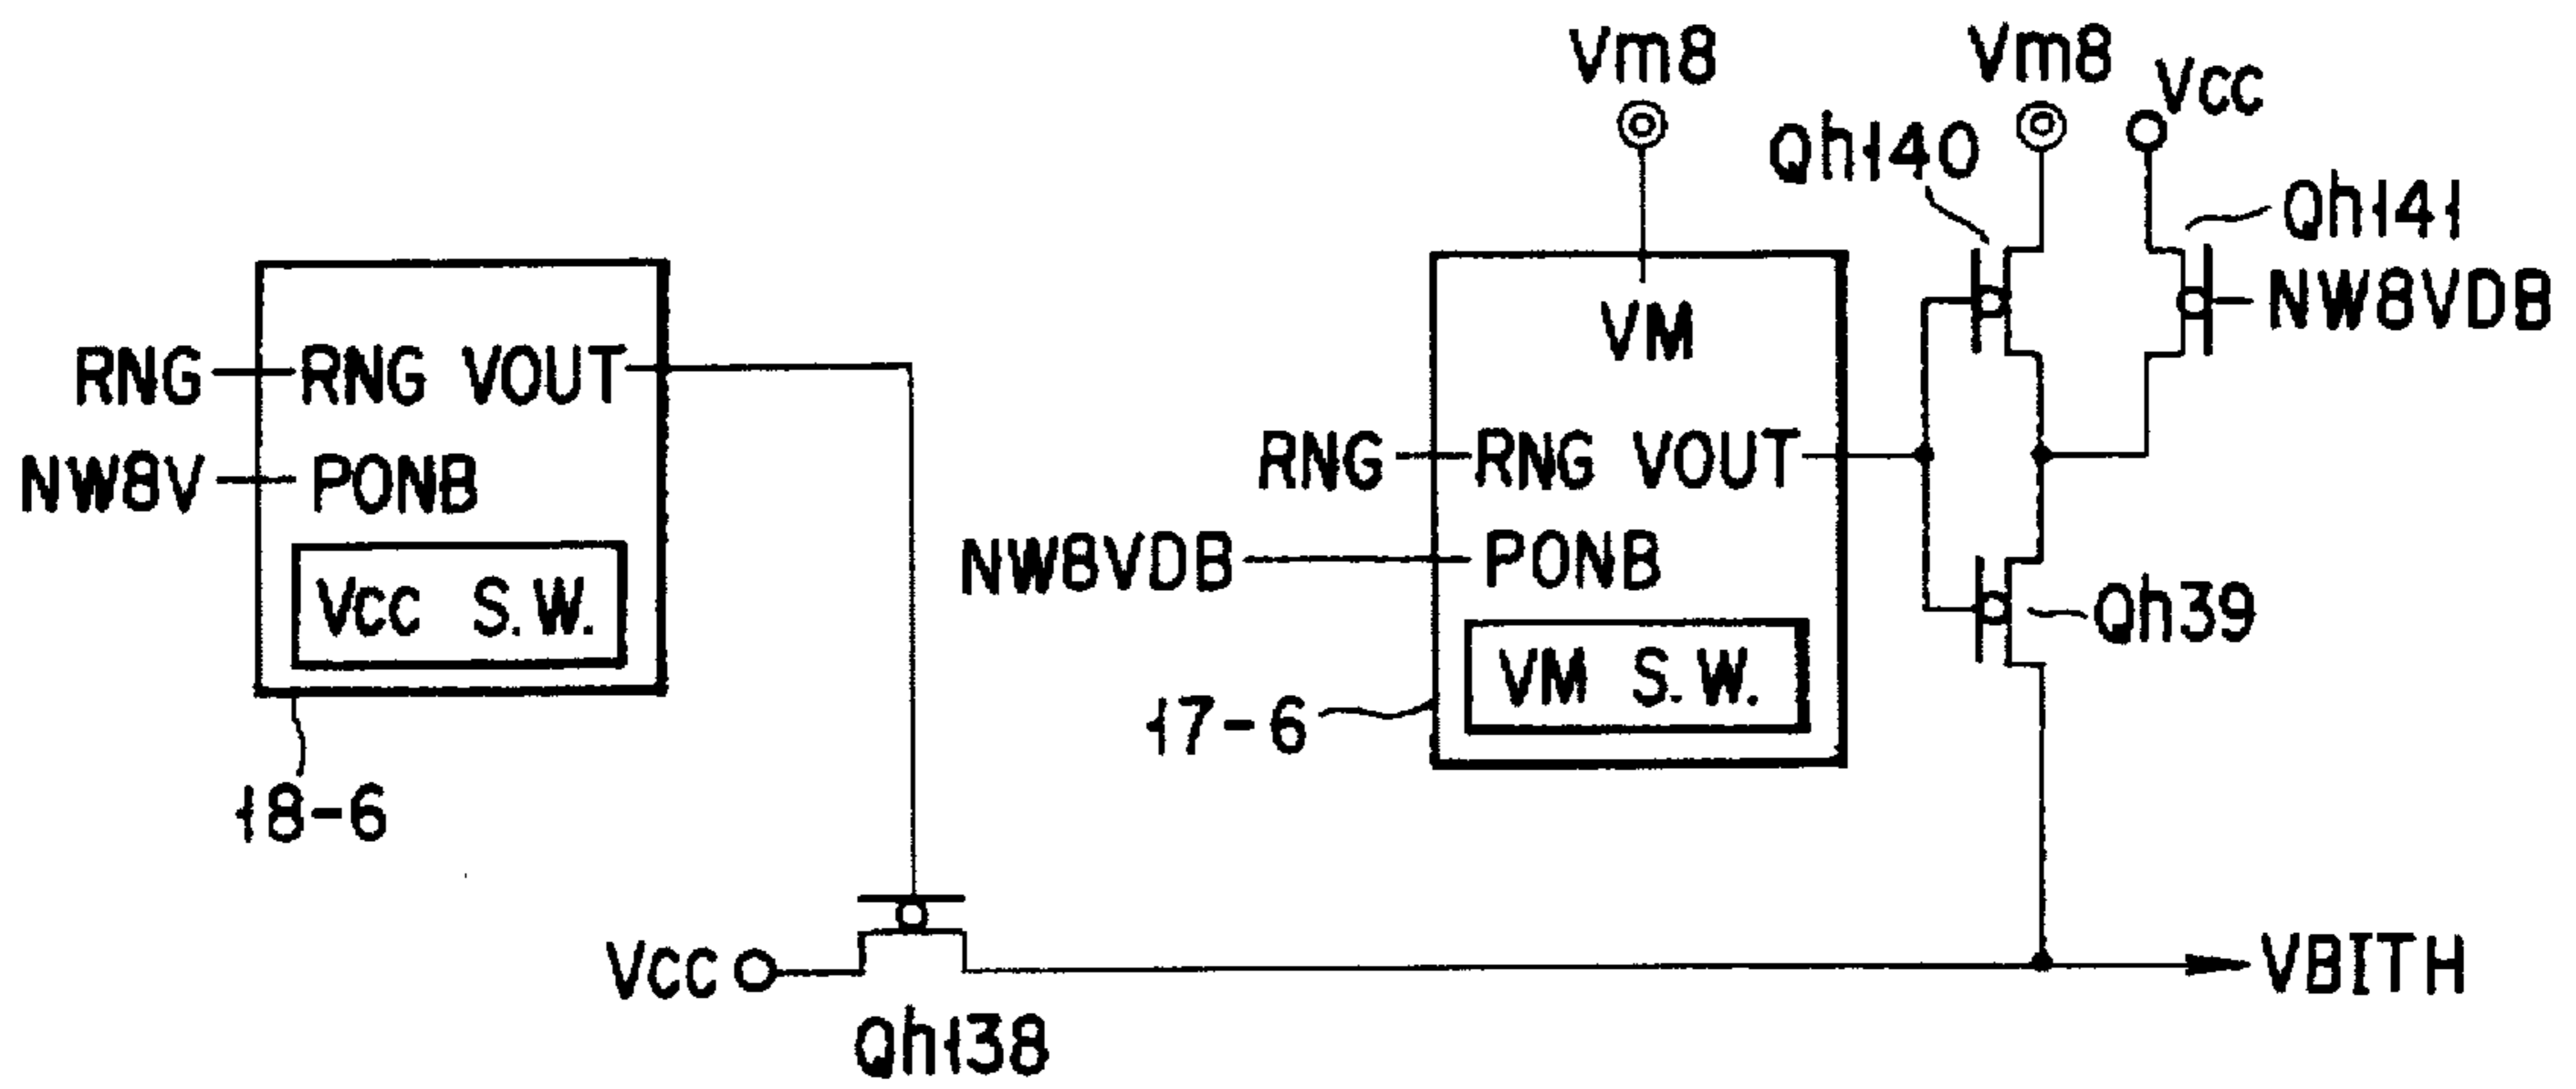 Vm8
Vm8
Vcc
Qh140
Qh141
NW8VDB
VM
RNG
RNG VOUT
NW8V
PONB
Vcc S.W.
18-6
RNG
RNG VOUT
NW8VDB
PONB
VM S.W.
17-6
Qh39
Vcc
Qh138
VBITH